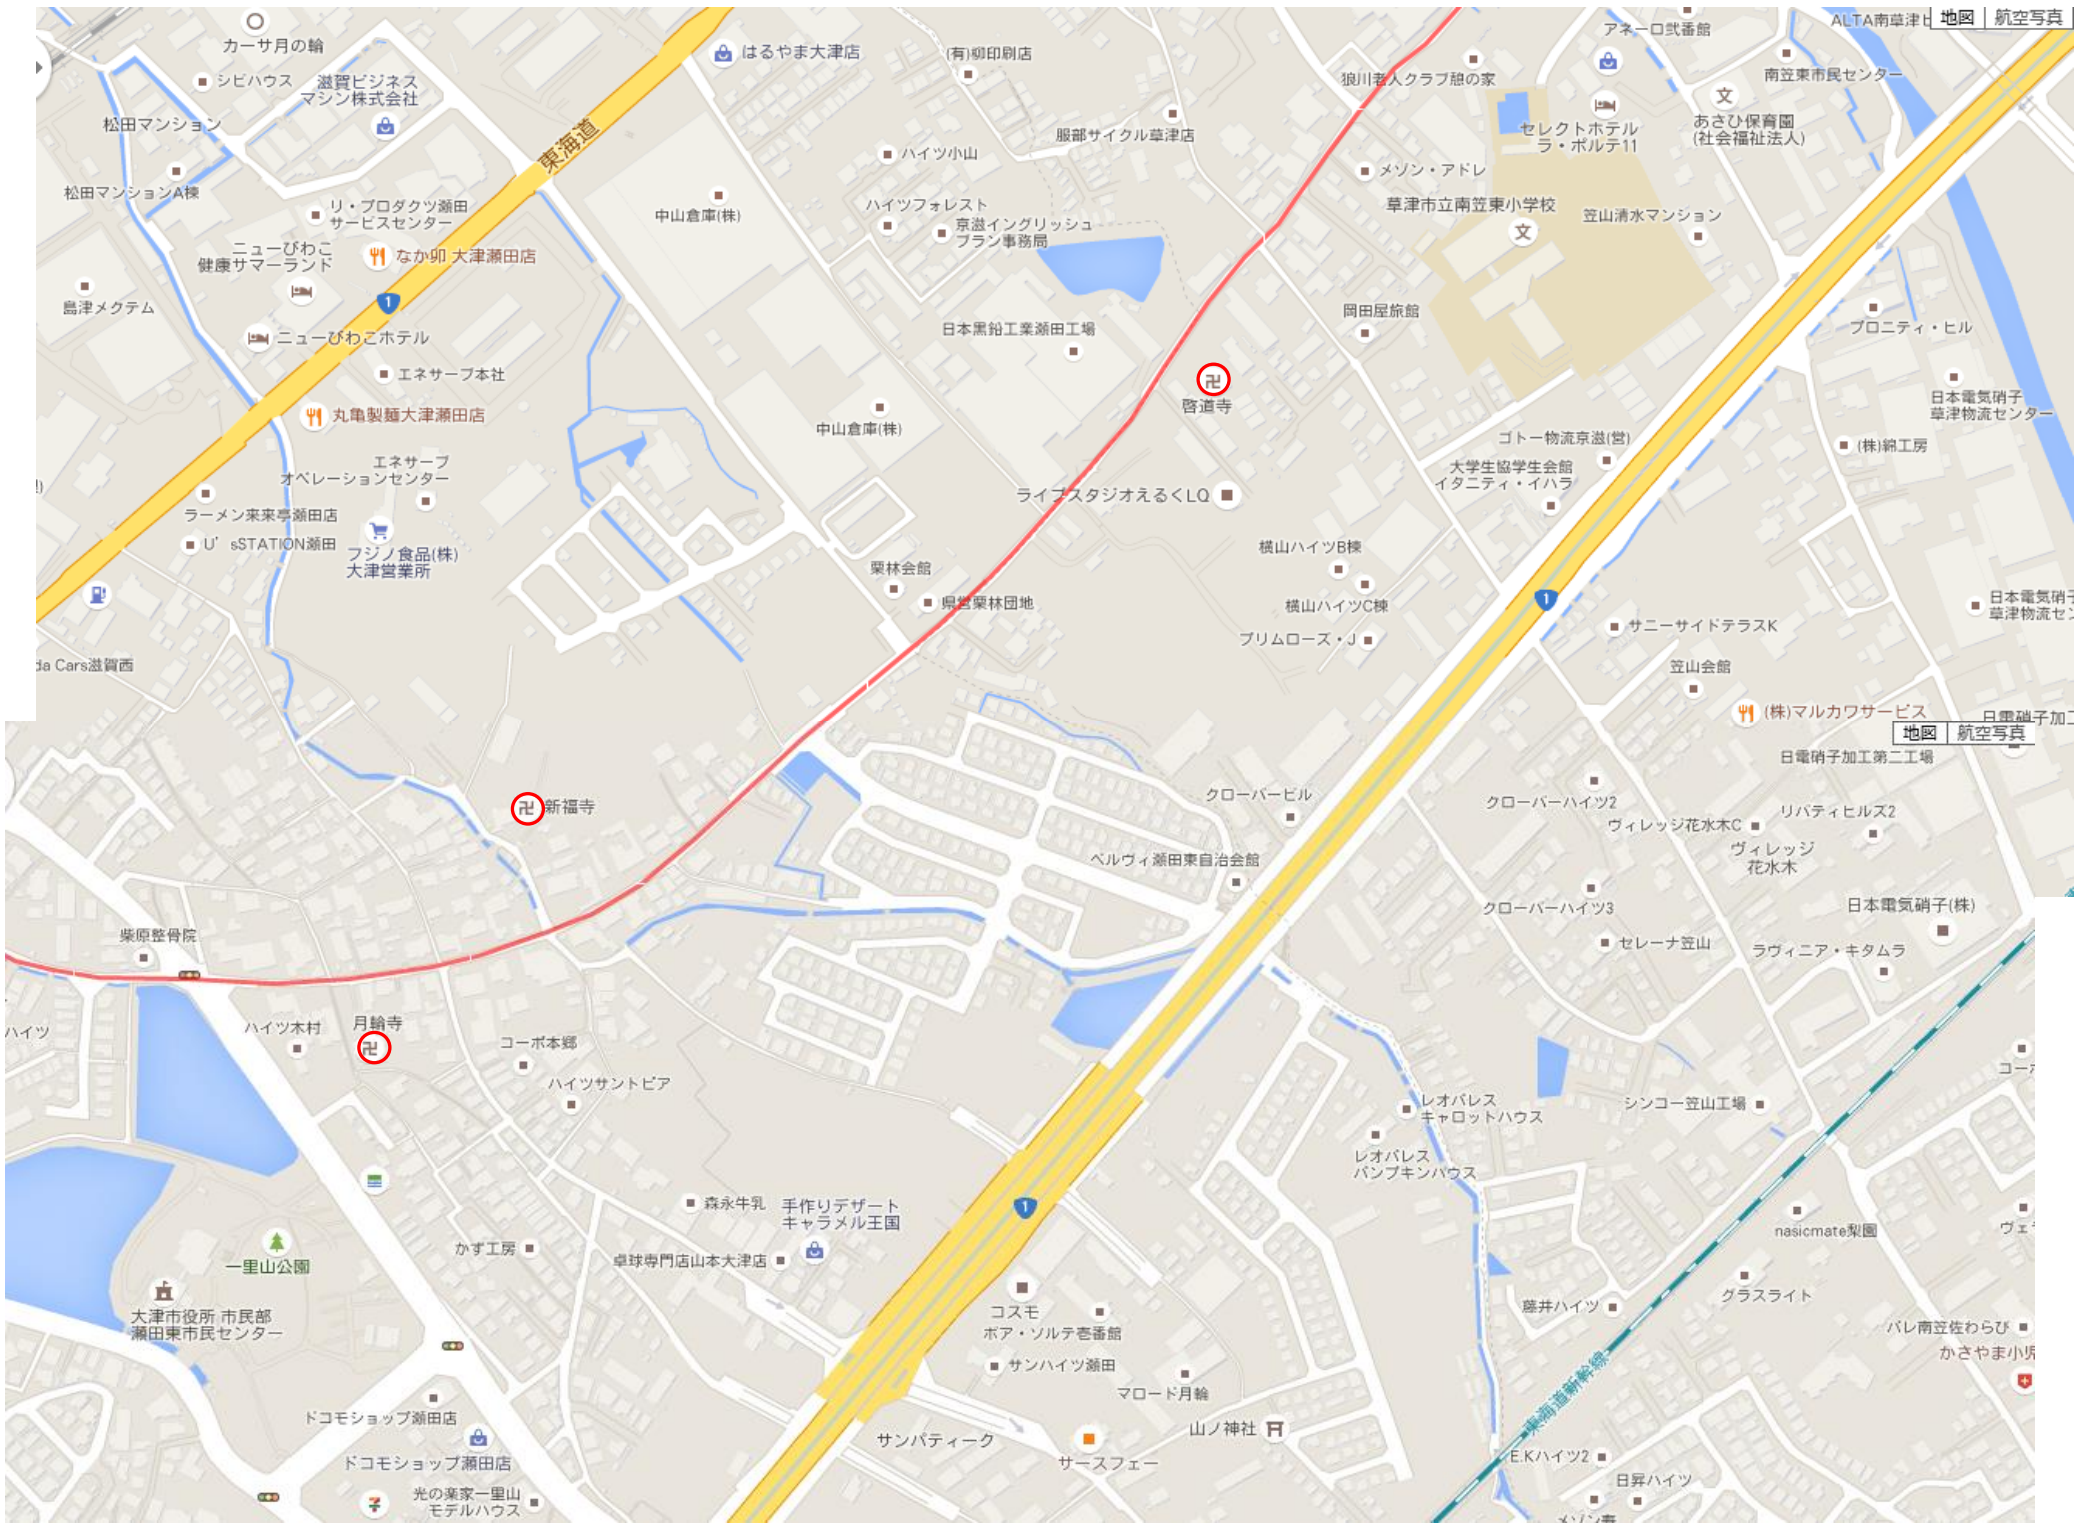 カーサ月の輪
シビハウス
滋賀ビジネス
マシン株式会社
松田マンション
松田マンションA棟
リ・プロダクツ瀬田
サービスセンター
ニューびわこ
健康サマーランド
なか卯 大津瀬田店
島津メクテム
1
ニューびわこホテル
エネサーブ本社
丸亀製麺大津瀬田店
エネサーブ
オペレーションセンター
ラーメン来来亭瀬田店
U'sSTATION瀬田
フジノ食品(株)
大津営業所
da Cars滋賀西
東海道
はるやま大津店
(有)柳印刷店
服部サイクル草津店
ハイツ小山
中山倉庫(株)
ハイツフォレスト
京滋イングリッシュ
プラン事務局
日本黒鉛工業瀬田工場
中山倉庫(株)
狼川老人クラブ憩の家
アネーロ弐番館
ALTA南草津ヒ
地図
航空写真
南笠東市民センター
セレクトホテル
ラ・ポルテ11
文
あさひ保育園
(社会福祉法人)
メゾン・アドレ
草津市立南笠東小学校
文
笠山清水マンション
岡田屋旅館
プロニティ・ヒル
卍
啓道寺
日本電気硝子
草津物流センター
ゴトー物流京滋(営)
(株)綿工房
大学生協学生会館
イタニティ・イハラ
ライブスタジオえるくLQ
横山ハイツB棟
横山ハイツC棟
プリムローズ・J
栗林会館
県営栗林団地
1
日本電気硝子
草津物流セン
サニーサイドテラスK
笠山会館
(株)マルカワサービス
日電硝子加工
地図
航空写真
日電硝子加工第二工場
卍
新福寺
クローバービル
クローバーハイツ2
リバティヒルズ2
ヴィレッジ花水木C
ヴィレッジ
花水木
ベルヴィ瀬田東自治会館
クローバーハイツ3
日本電気硝子(株)
セレーナ笠山
ラヴィニア・キタムラ
柴原整骨院
ハイツ
ハイツ木村
月輪寺
卍
コーポ本郷
ハイツサントピア
レオパレス
キャロットハウス
シンコー笠山工場
コーポ
レオパレス
パンプキンハウス
森永牛乳
手作りデザート
キャラメル王国
1
nasicmate梨園
ヴェ
かず工房
卓球専門店山本大津店
一里山公園
大津市役所 市民部
瀬田東市民センター
コスモ
ボア・ソルテ壱番館
藤井ハイツ
グラスライト
パレ南笠佐わらび
かさやま小児
サンハイツ瀬田
マロード月輪
東海道新幹線
ドコモショップ瀬田店
ドコモショップ瀬田店
サンパティーク
山ノ神社
サースフェー
E.Kハイツ2
日昇ハイツ
光の楽家一里山
モデルハウス